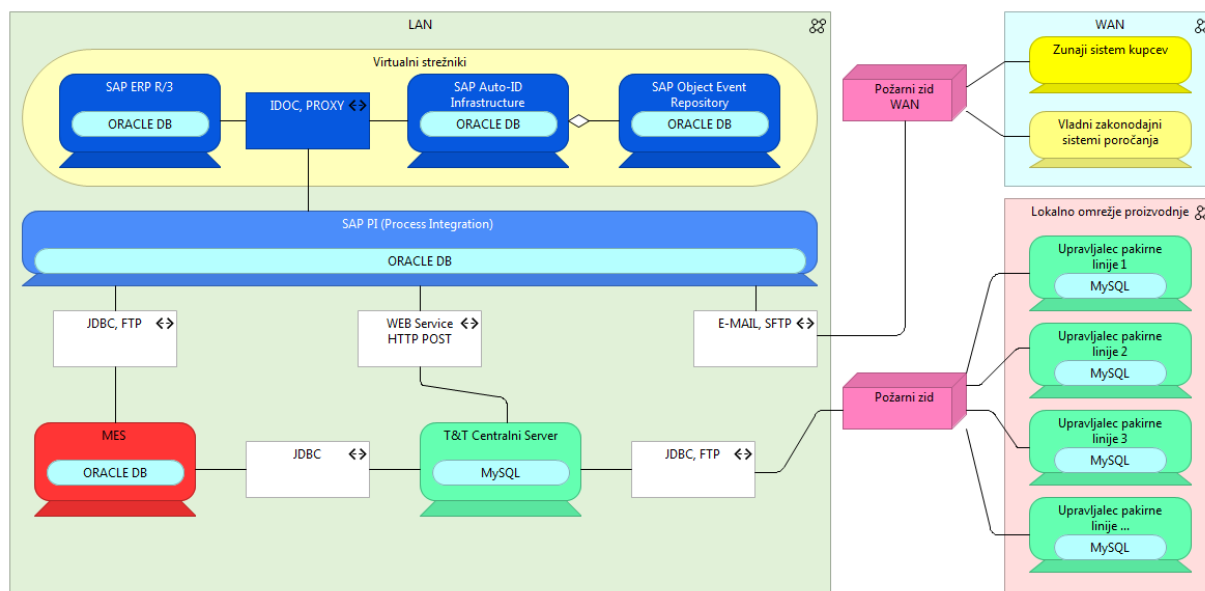 LAN
Virtualni strežniki
SAP ERP R/3
ORACLE DB
IDOC, PROXY
SAP Auto-ID
Infrastructure
ORACLE DB
SAP Object Event
Repository
ORACLE DB
SAP PI (Process Integration)
ORACLE DB
JDBC, FTP
WEB Service
HTTP POST
E-MAIL, SFTP
MES
ORACLE DB
JDBC
T&T Centralni Server
MySQL
JDBC, FTP
Požarni zid
WAN
Požarni zid
WAN
Zunaji sistem kupcev
Vladni zakonodajni
sistemi poročanja
Lokalno omrežje proizvodnje
Upravljalec pakirne
linije 1
MySQL
Upravljalec pakirne
linije 2
MySQL
Upravljalec pakirne
linije 3
MySQL
Upravljalec pakirne
linije ...
MySQL